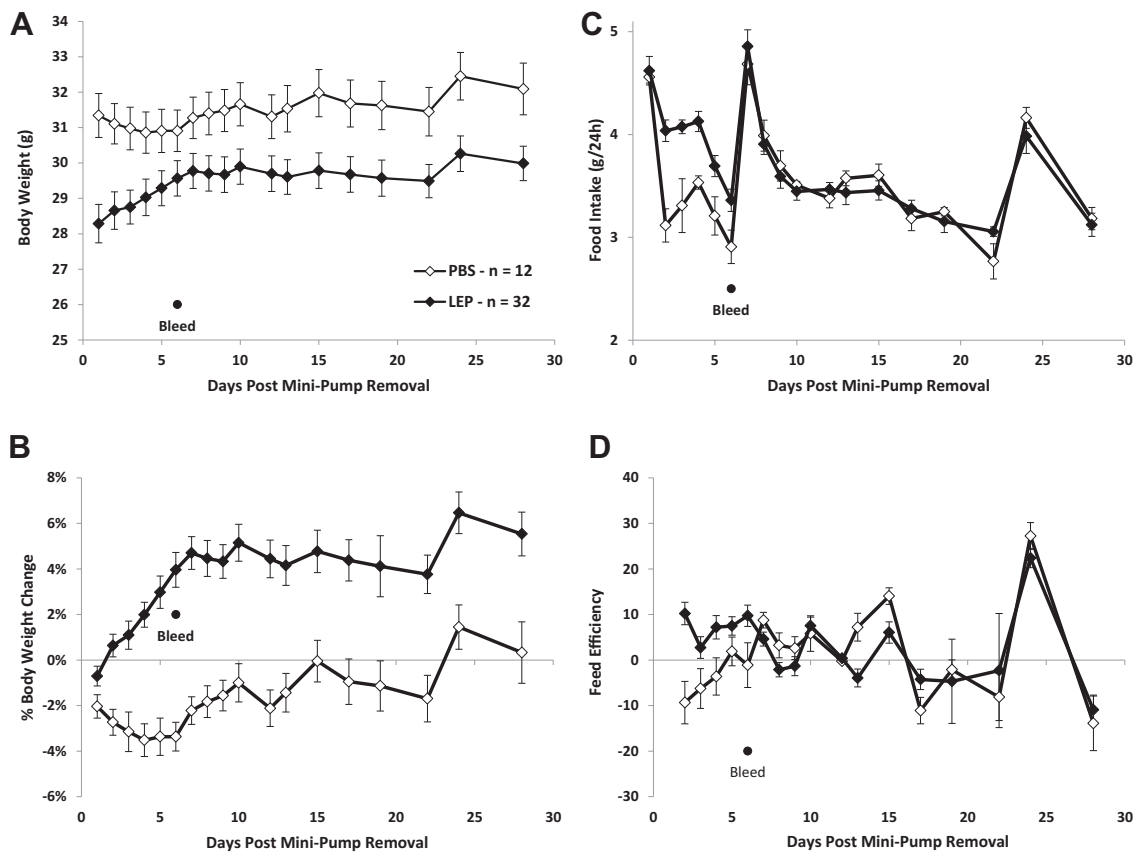 A
34
33
32
31
30
29
28
27
26
25
Body Weight (g)
PBS - n = 12
LEP - n = 32
Bleed
0 5 10 15 20 25 30
Days Post Mini-Pump Removal
C
5
4
3
2
Food Intake (g/24h)
Bleed
0 5 10 15 20 25 30
Days Post Mini-Pump Removal
B
8%
6%
4%
2%
0%
-2%
-4%
-6%
% Body Weight Change
Bleed
0 5 10 15 20 25 30
Days Post Mini-Pump Removal
D
40
30
20
10
0
-10
-20
-30
Feed Efficiency
Bleed
0 5 10 15 20 25 30
Days Post Mini-Pump Removal